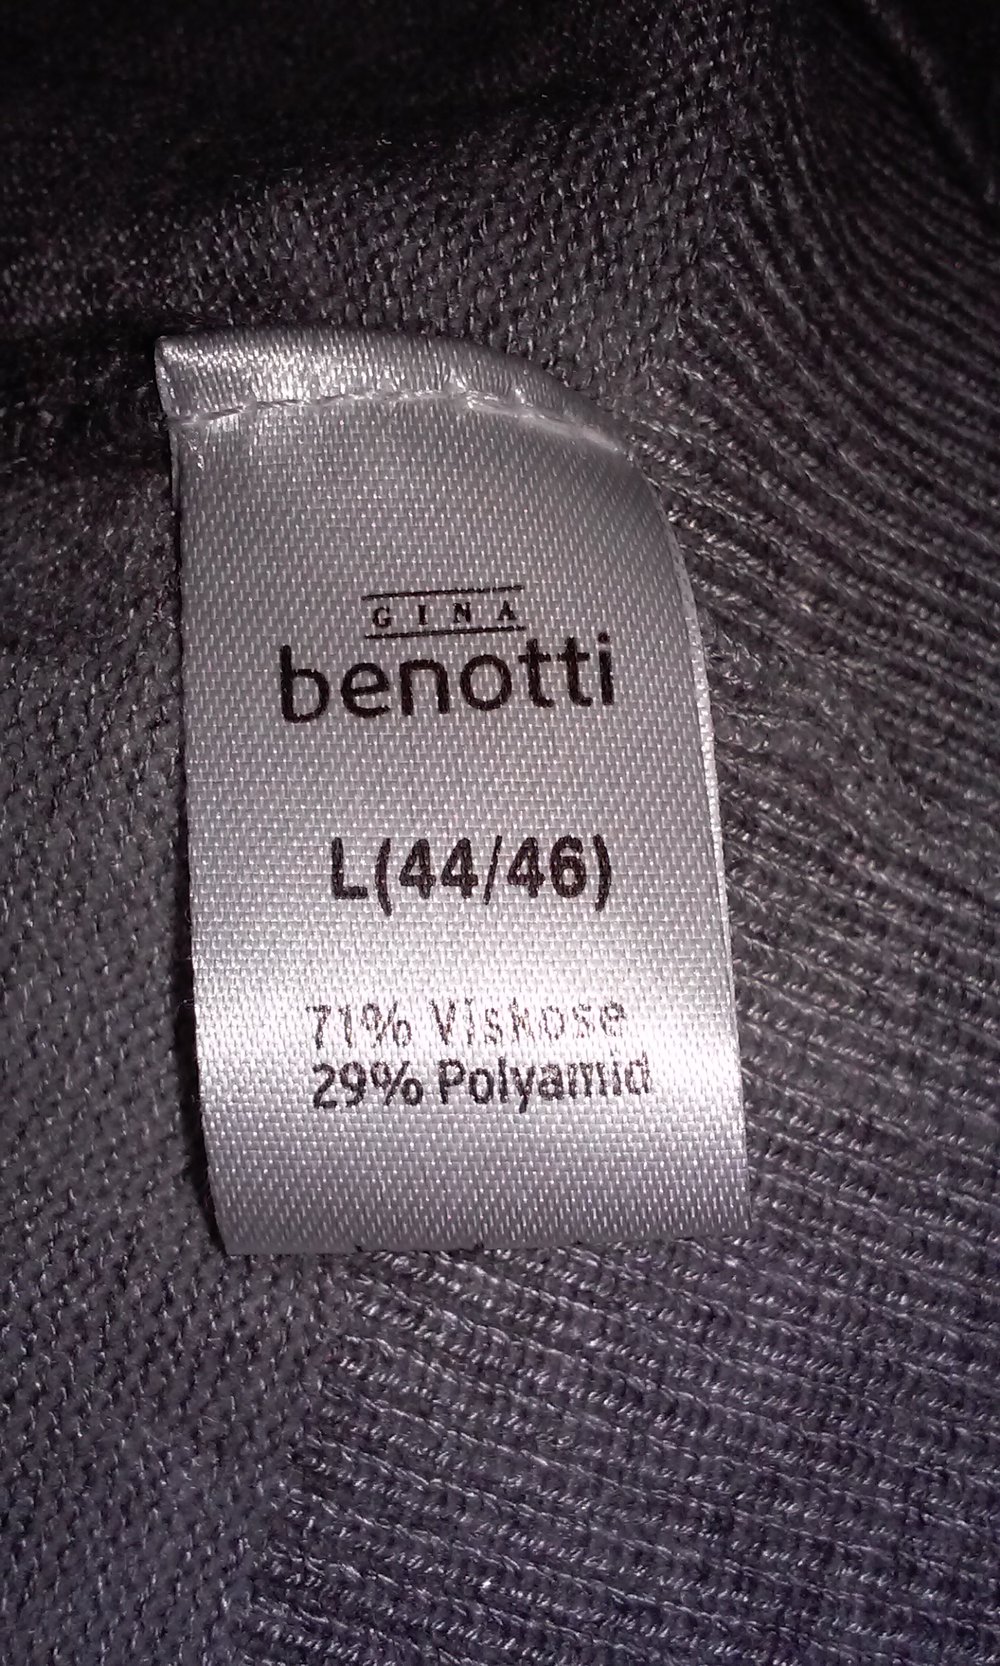 GINA
benotti
L(44/46)
71% Viskose
29% Polyamid